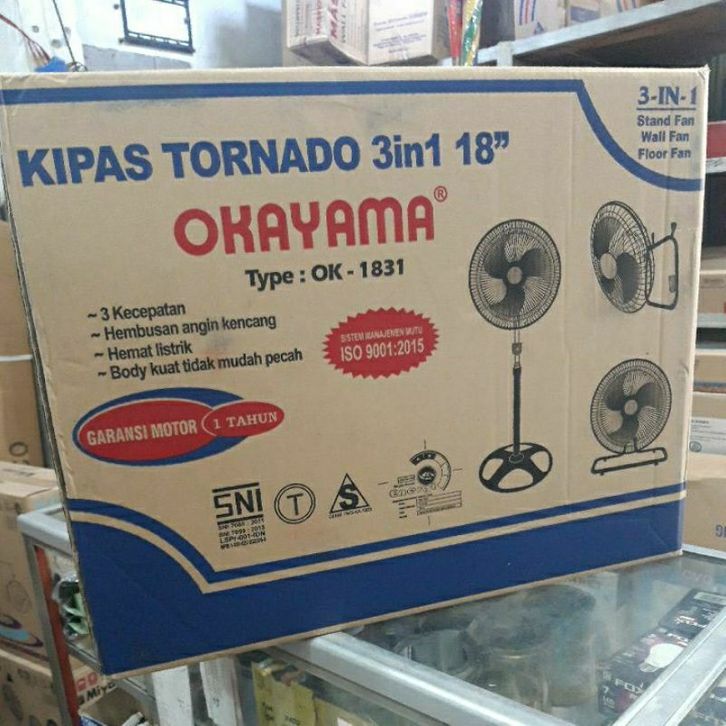 3-IN-1
Stand Fan
Wall Fan
Floor Fan
KIPAS TORNADO 3in1 18”
OKAYAMA®
Type : OK - 1831
~ 3 Kecepatan
~ Hembusan angin kencang
~ Hemat listrik
~ Body kuat tidak mudah pecah
SISTEM MANAJEMEN MUTU
ISO 9001:2015
GARANSI MOTOR 1 TAHUN
SNI
T
S